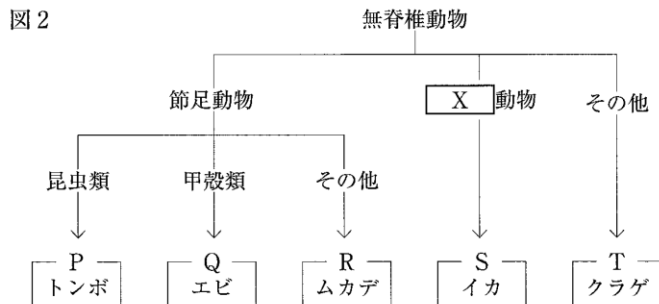 図2
無脊椎動物
節足動物
X 動物
その他
昆虫類
甲殻類
その他
P
トンボ
Q
エビ
R
ムカデ
S
イカ
T
クラゲ